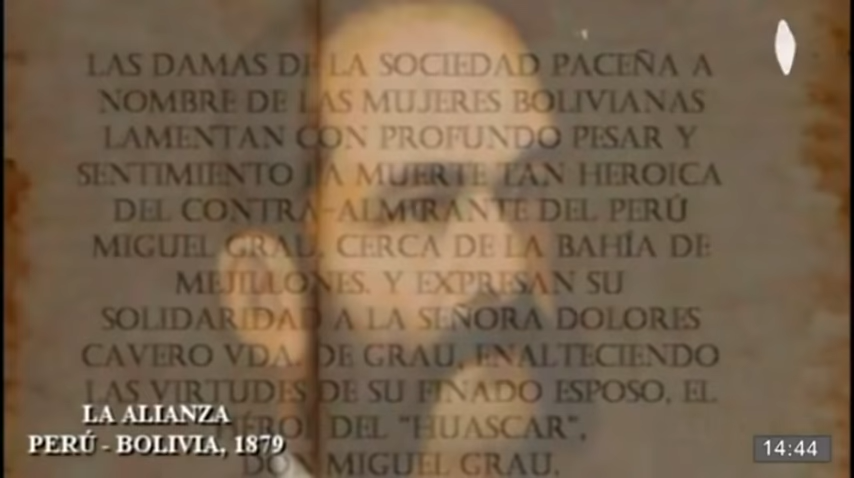 LAS DAMAS DE LA SOCIEDAD PACEÑA A
NOMBRE DE LAS MUJERES BOLIVIANAS
LAMENTAN CON PROFUNDO PESAR Y
SENTIMIENTO LA MUERTE TAN HEROICA
DEL CONTRA-ALMIRANTE DEL PERÚ
MIGUEL GRAU, CERCA DE LA BAHÍA DE
MEJILLONES. Y EXPRESAN SU
SOLIDARIDAD A LA SEÑORA DOLORES
CAVERO VDA. DE GRAU, ENALTECIENDO
LAS VIRTUDES DE SU FINADO ESPOSO, EL
HÉROE DEL "HUASCAR",
DON MIGUEL GRAU.
LA ALIANZA
PERÚ - BOLIVIA, 1879
14:44